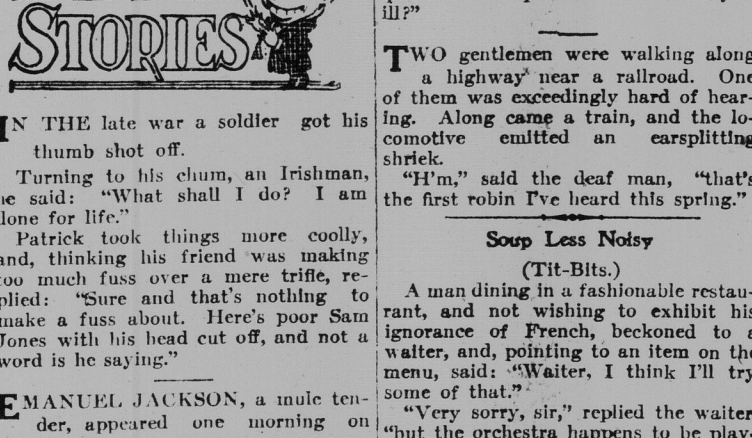 STORIES
IN THE late war a soldier got his
thumb shot off.
Turning to his chum, an Irishman,
he said: "What shall I do? I am
done for life."
Patrick took things more coolly,
and, thinking his friend was making
too much fuss over a mere trifle, re-
plied: "Sure and that's nothing to
make a fuss about. Here's poor Sam
Jones with his head cut off, and not a
word is he saying."
EMANUEL JACKSON, a mule ten-
der, appeared one morning on
ill?"
TWO gentlemen were walking along
a highway near a railroad. One
of them was exceedingly hard of hear-
ing. Along came a train, and the lo-
comotive emitted an earsplitting
shriek.
"H'm," said the deaf man, "that's
the first robin I've heard this spring."
Soup Less Noisy
(Tit-Bits.)
A man dining in a fashionable restau-
rant, and not wishing to exhibit his
ignorance of French, beckoned to a
waiter, and, pointing to an item on the
menu, said: "Waiter, I think I'll try
some of that."
"Very sorry, sir," replied the waiter
"but the orchestra happens to be play-